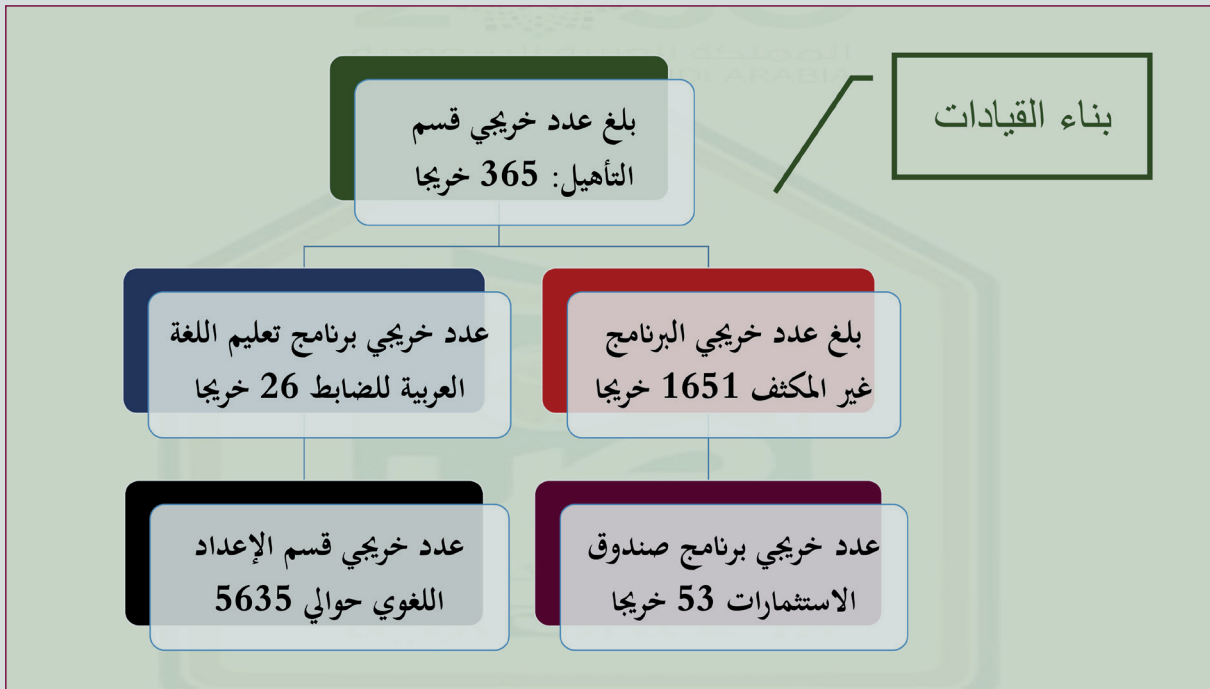 بناء القيادات
بلغ عدد خريجي قسم
التأهيل: 365 خريجا
بلغ عدد خريجي البرنامج
غير المكثف 1651 خريجا
عدد خريجي برنامج تعليم اللغة
العربية للضابط 26 خريجا
عدد خريجي برنامج صندوق
الاستثمارات 53 خريجا
عدد خريجي قسم الإعداد
اللغوي حوالي 5635